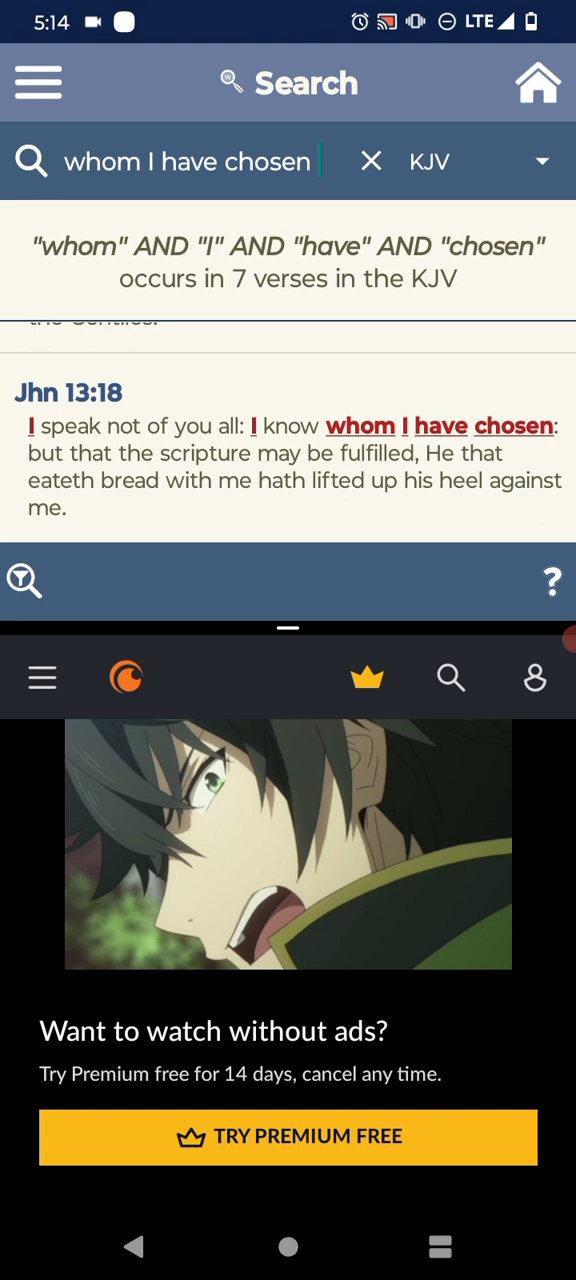 5:14
LTE
Search
whom I have chosen
KJV
"whom" AND "I" AND "have" AND "chosen"
occurs in 7 verses in the KJV
the Gentiles.
Jhn 13:18
I speak not of you all: I know whom I have chosen:
but that the scripture may be fulfilled, He that
eateth bread with me hath lifted up his heel against
me.
?
Want to watch without ads?
Try Premium free for 14 days, cancel any time.
TRY PREMIUM FREE